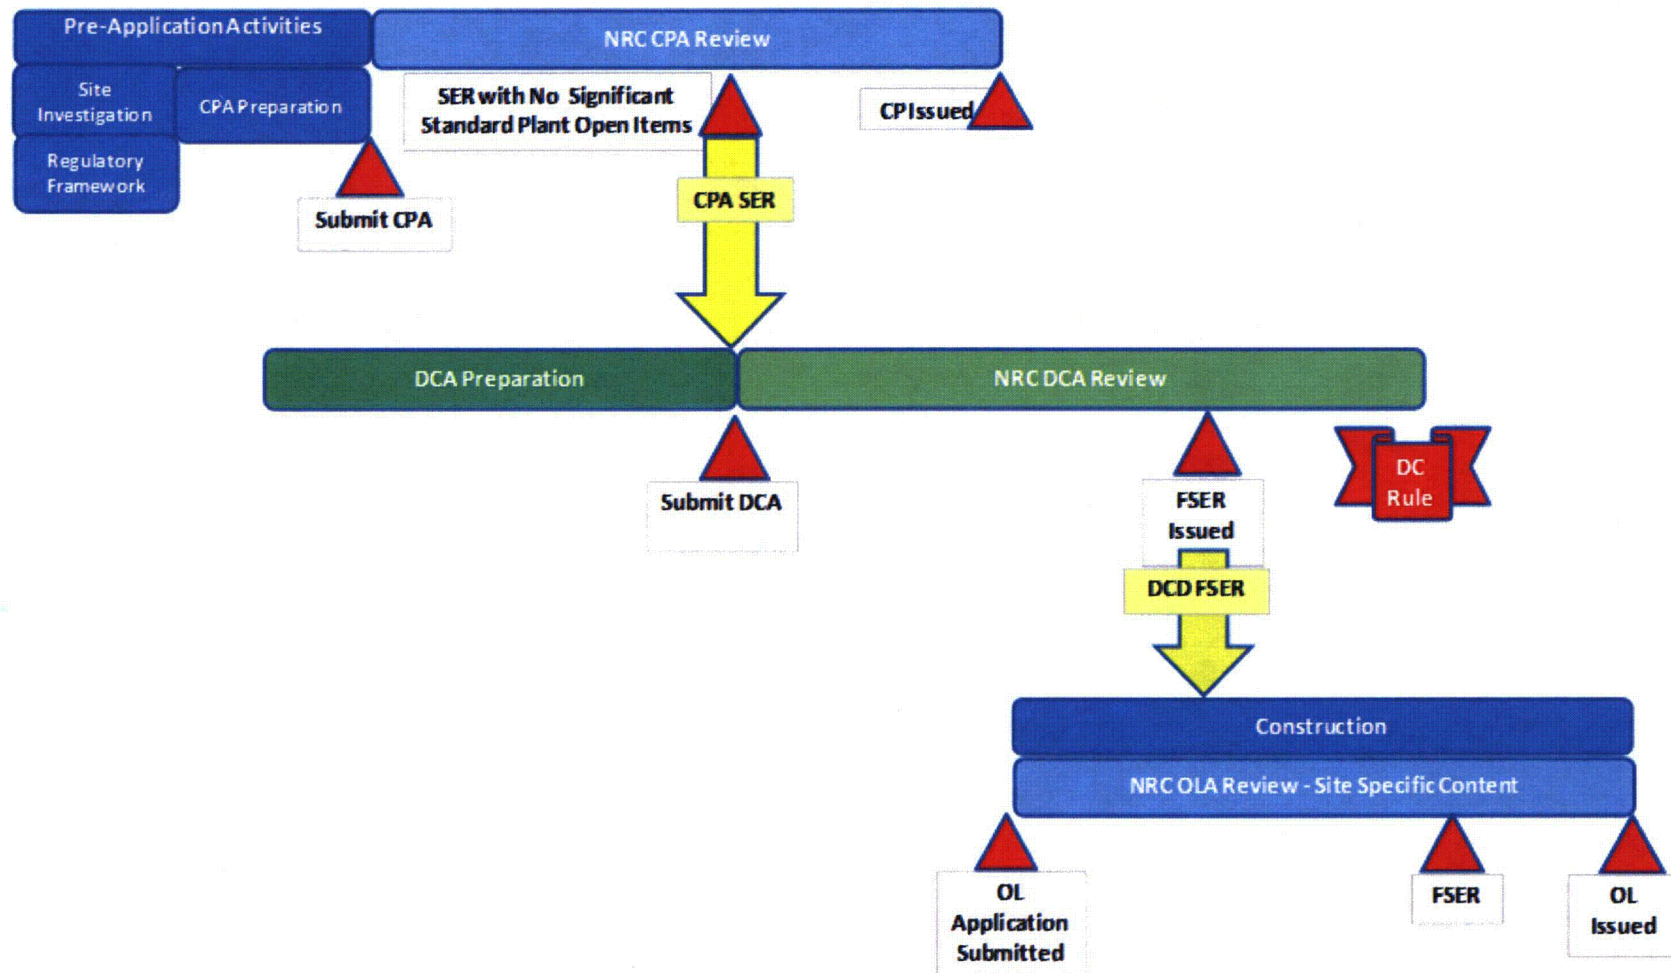 Pre-Application Activities
NRC CPA Review
Site
Investigation
CPA Preparation
Regulatory
Framework
SER with No Significant
Standard Plant Open Items
CP Issued
Submit CPA
CPA SER
DCA Preparation
NRC DCA Review
Submit DCA
FSER
Issued
DC
Rule
DCD FSER
Construction
NRC OLA Review - Site Specific Content
OL
Application
Submitted
FSER
OL
Issued